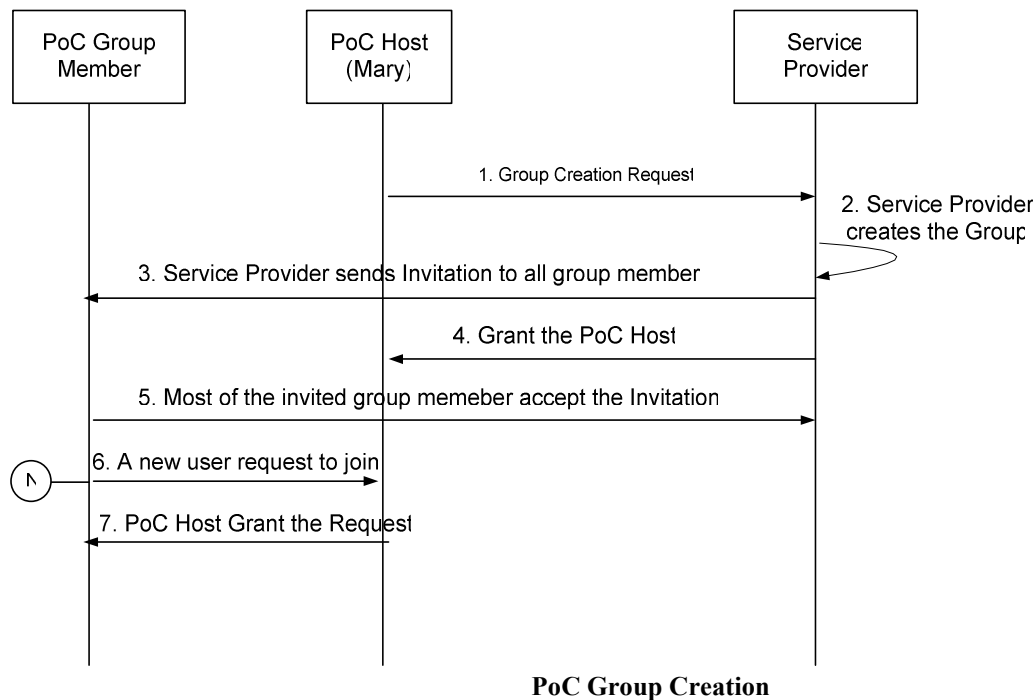 PoC Group
Member
PoC Host
(Mary)
Service
Provider
1. Group Creation Request
2. Service Provider
creates the Group
3. Service Provider sends Invitation to all group member
4. Grant the PoC Host
5. Most of the invited group memeber accept the Invitation
6. A new user request to join
N
7. PoC Host Grant the Request
PoC Group Creation